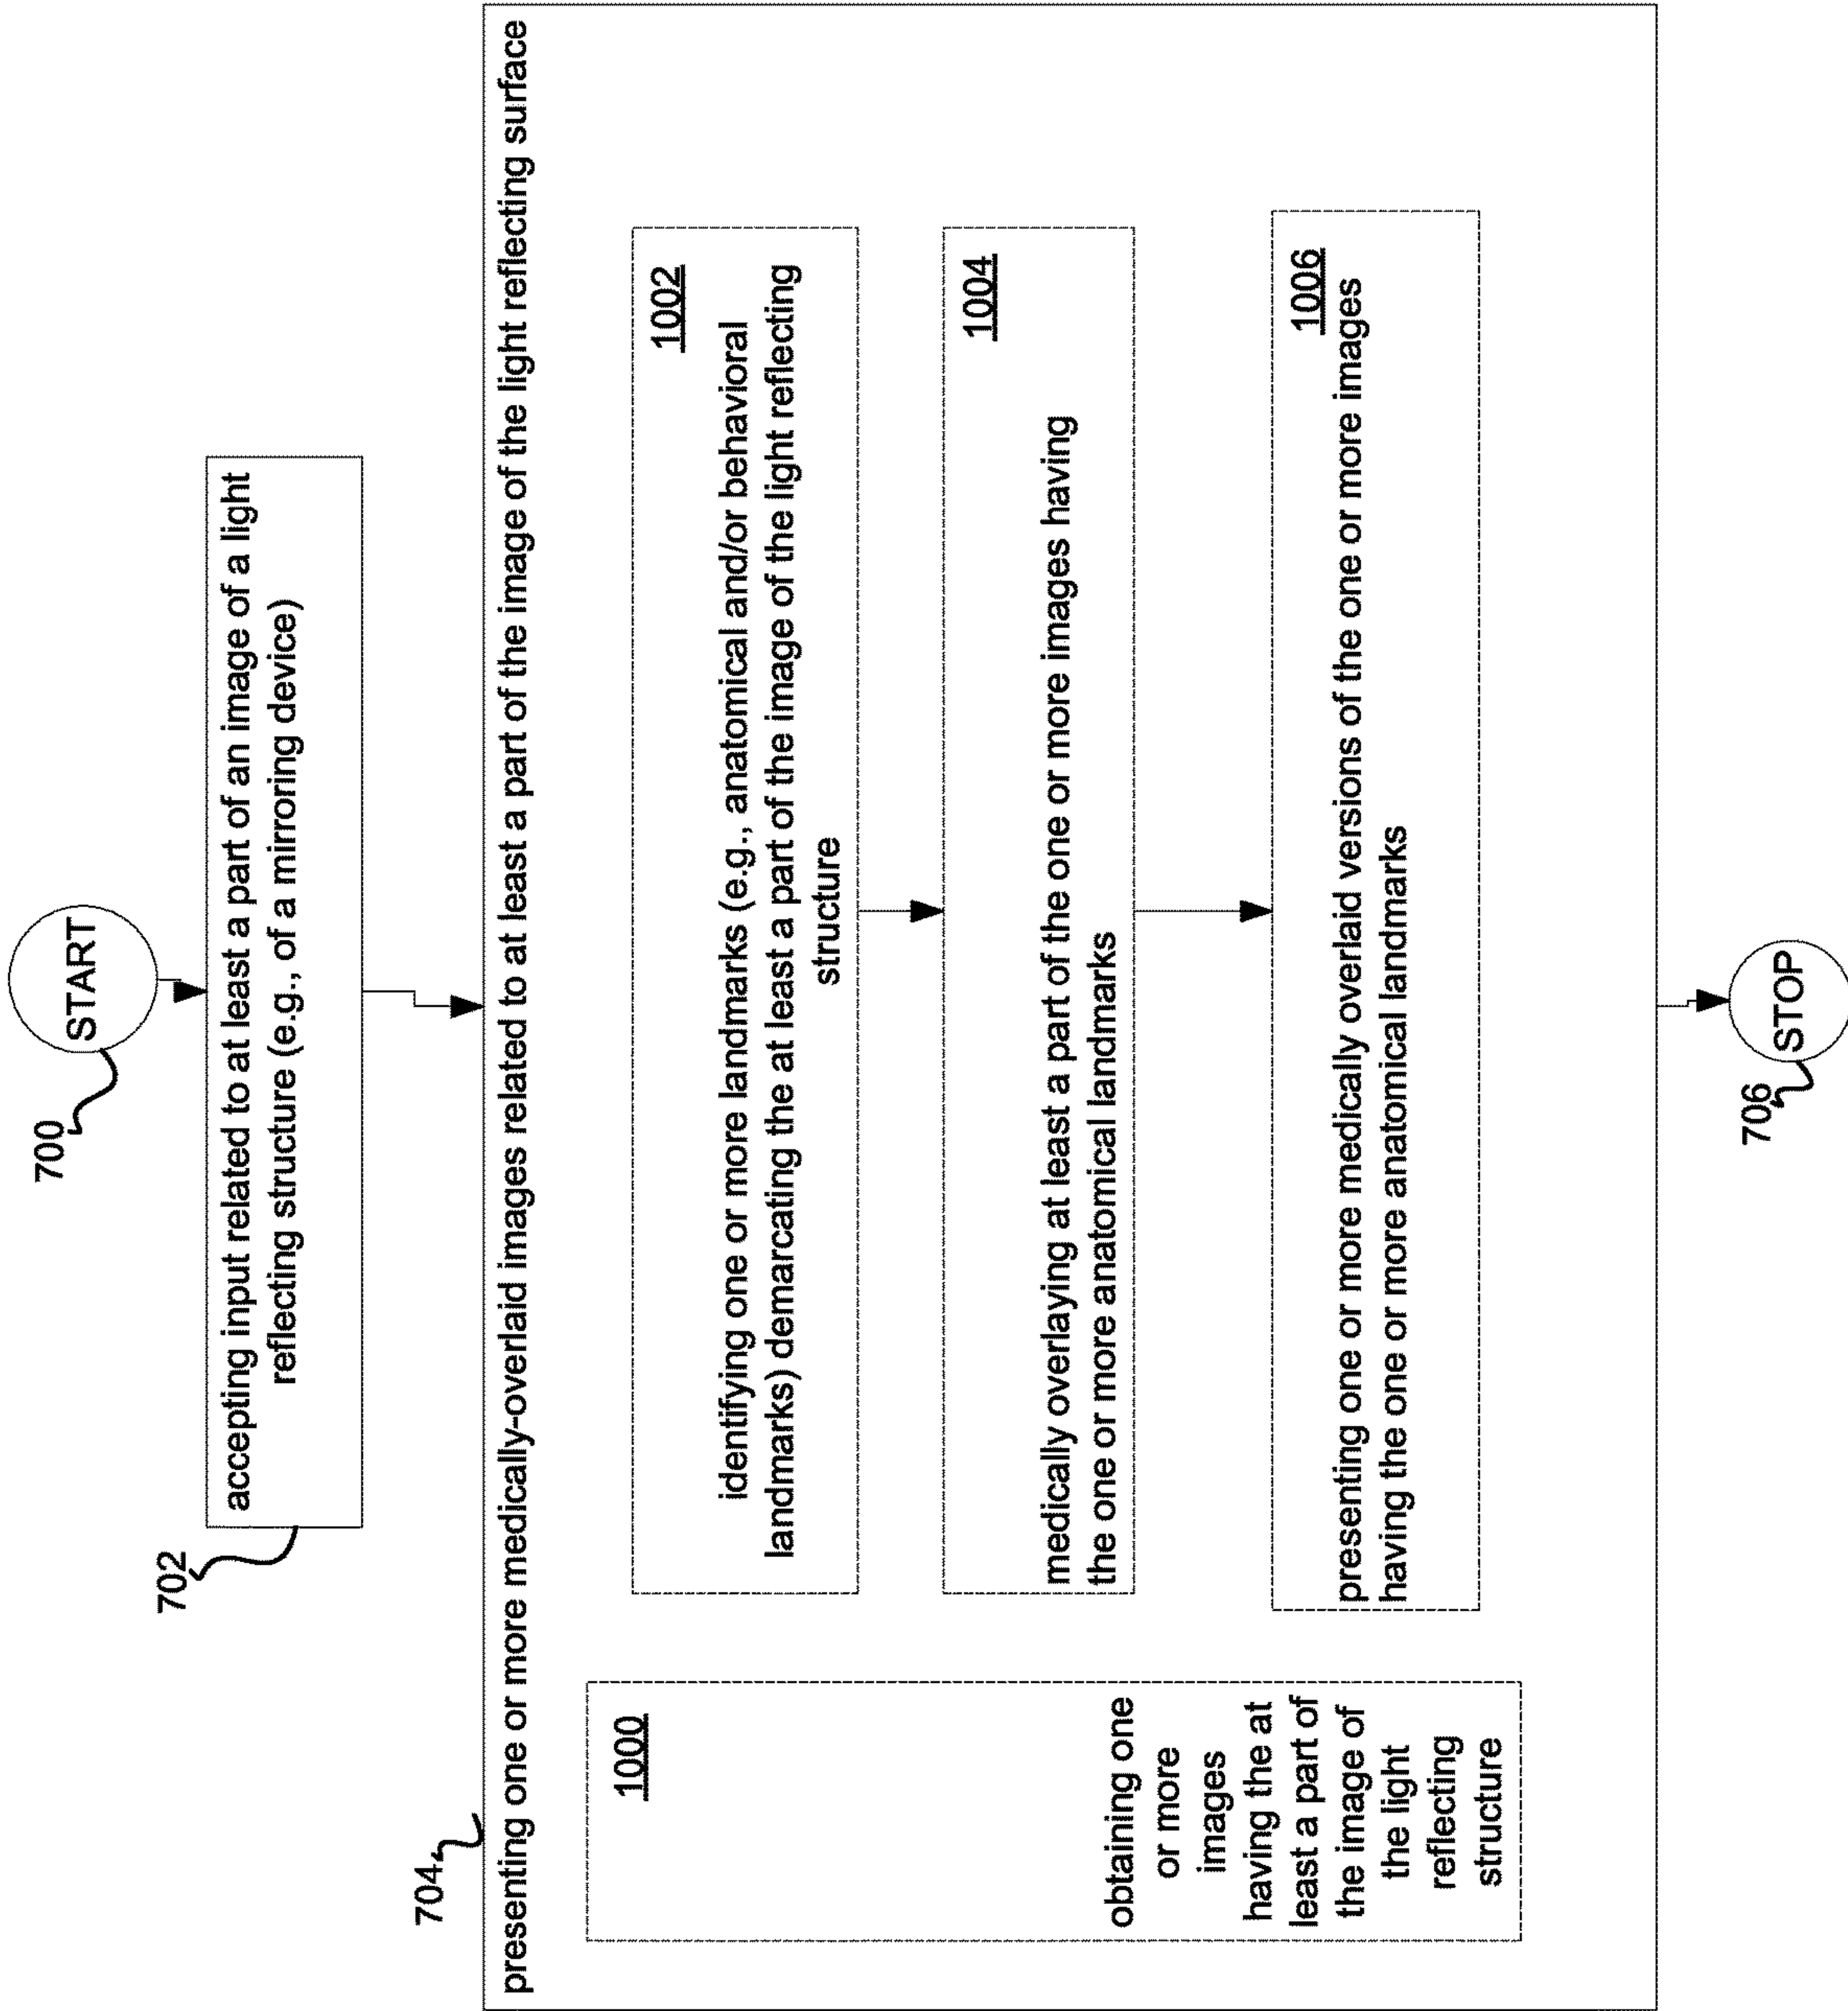 START
700
702
accepting input related to at least a part of an image of a light
reflecting structure (e.g., of a mirroring device)
704
presenting one or more medically-overlaid images related to at least a part of the image of the light reflecting surface
1000
obtaining one
or more
images
having the at
least a part of
the image of
the light
reflecting
structure
1002
identifying one or more landmarks (e.g., anatomical and/or behavioral
landmarks) demarcating the at least a part of the image of the light reflecting
structure
1004
medically overlaying at least a part of the one or more images having
the one or more anatomical landmarks
1006
presenting one or more medically overlaid versions of the one or more images
having the one or more anatomical landmarks
706
STOP